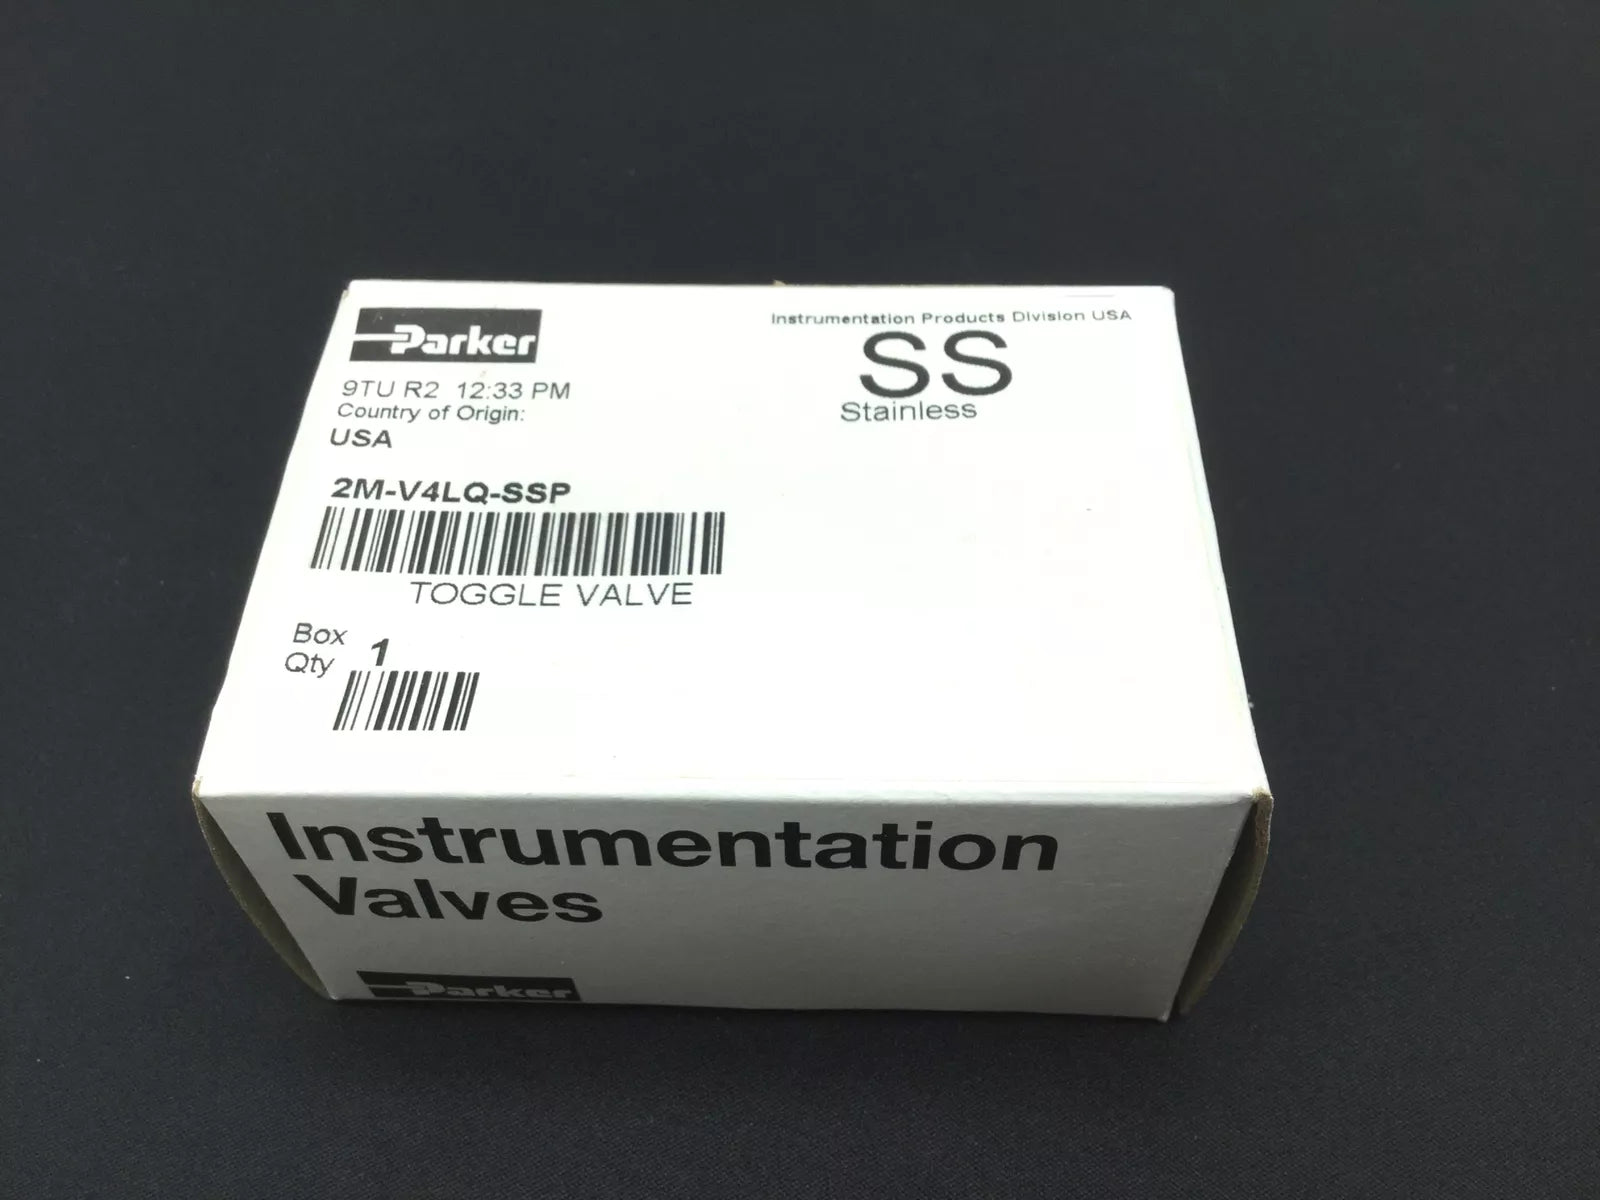 Parker
Instrumentation Products Division USA
SS
Stainless
9TU R2 12:33 PM
Country of Origin:
USA
2M-V4LQ-SSP
TOGGLE VALVE
Box
Qty 1
Instrumentation
Valves
Parker